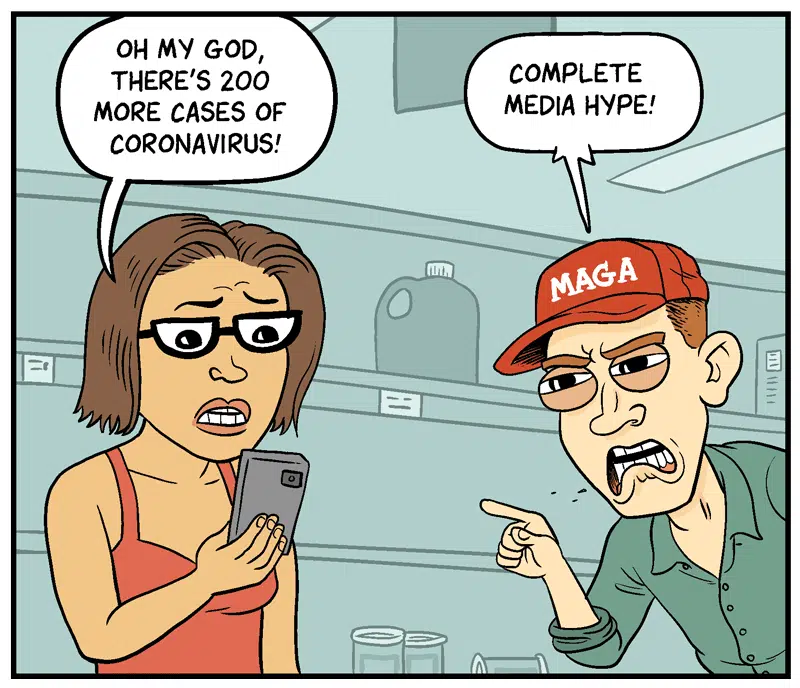 OH MY GOD,
THERE'S 200
MORE CASES OF
CORONAVIRUS!
COMPLETE
MEDIA HYPE!
MAGA